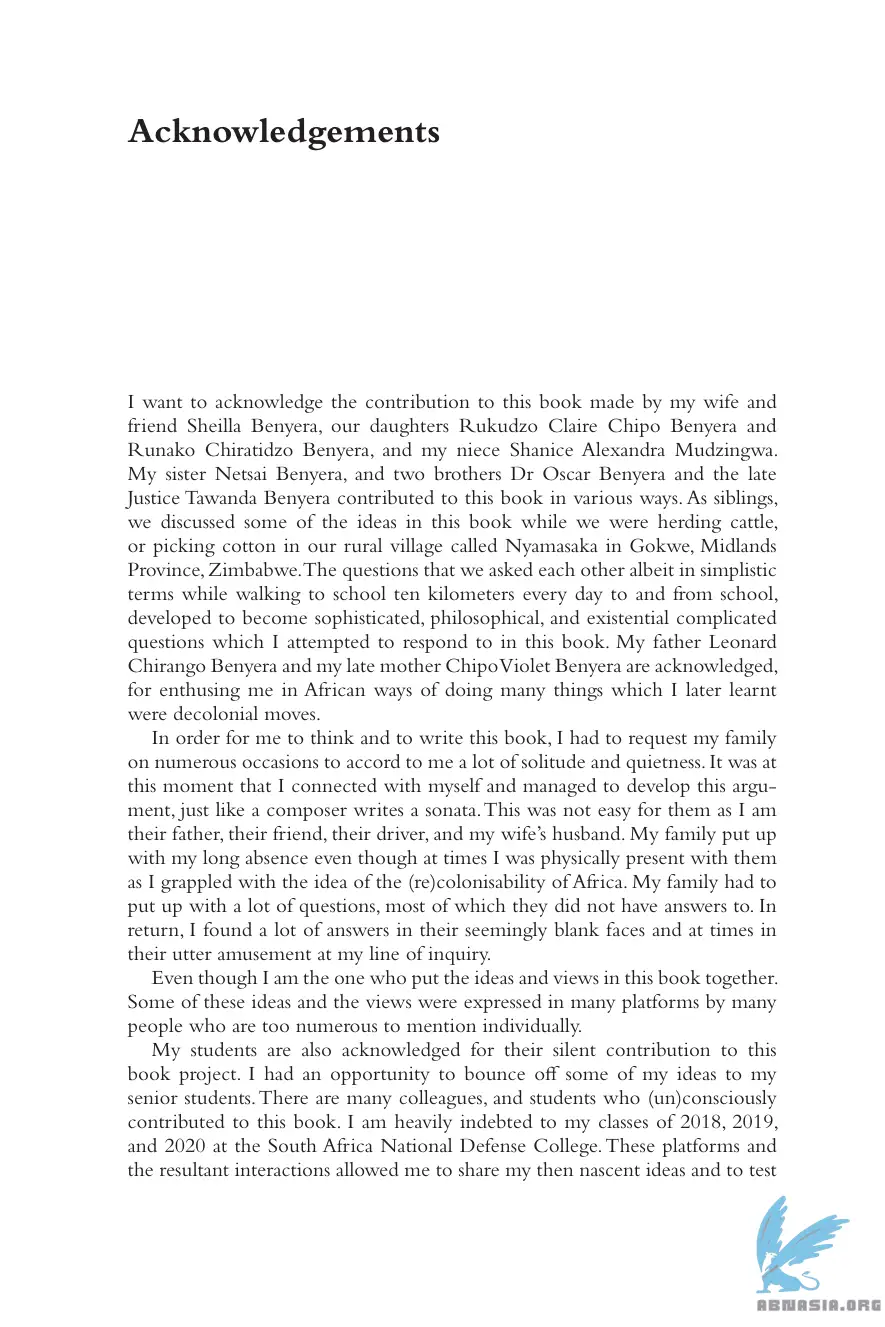 Acknowledgements
I want to acknowledge the contribution to this book made by my wife and
friend Sheilla Benyera, our daughters Rukudzo Claire Chipo Benyera and
Runako Chiratidzo Benyera, and my niece Shanice Alexandra Mudzingwa.
My sister Netsai Benyera, and two brothers Dr Oscar Benyera and the late
Justice Tawanda Benyera contributed to this book in various ways. As siblings,
we discussed some of the ideas in this book while we were herding cattle,
or picking cotton in our rural village called Nyamasaka in Gokwe, Midlands
Province, Zimbabwe. The questions that we asked each other albeit in simplistic
terms while walking to school ten kilometers every day to and from school,
developed to become sophisticated, philosophical, and existential complicated
questions which I attempted to respond to in this book. My father Leonard
Chirango Benyera and my late mother Chipo Violet Benyera are acknowledged,
for enthusing me in African ways of doing many things which I later learnt
were decolonial moves.
In order for me to think and to write this book, I had to request my family
on numerous occasions to accord to me a lot of solitude and quietness. It was at
this moment that I connected with myself and managed to develop this argu-
ment, just like a composer writes a sonata. This was not easy for them as I am
their father, their friend, their driver, and my wife's husband. My family put up
with my long absence even though at times I was physically present with them
as I grappled with the idea of the (re)colonisability of Africa. My family had to
put up with a lot of questions, most of which they did not have answers to. In
return, I found a lot of answers in their seemingly blank faces and at times in
their utter amusement at my line of inquiry.
Even though I am the one who put the ideas and views in this book together.
Some of these ideas and the views were expressed in many platforms by many
people who are too numerous to mention individually.
My students are also acknowledged for their silent contribution to this
book project. I had an opportunity to bounce off some of my ideas to my
senior students. There are many colleagues, and students who (un)consciously
contributed to this book. I am heavily indebted to my classes of 2018, 2019,
and 2020 at the South Africa National Defense College. These platforms and
the resultant interactions allowed me to share my then nascent ideas and to test
ABNASIA.ORG